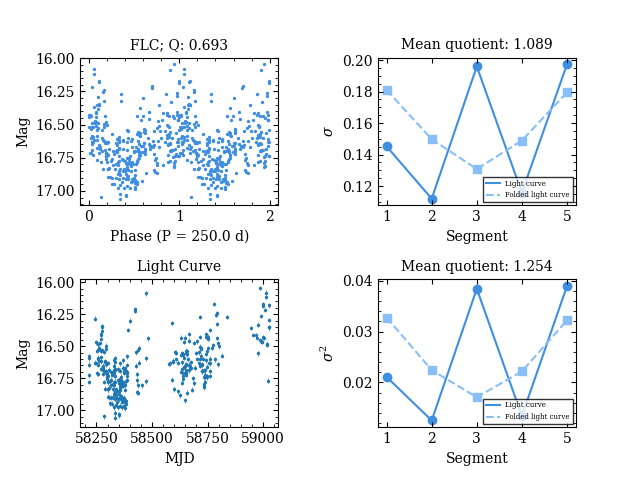 FLC; Q: 0.693
16.00
16.25
16.50
16.75
17.00
Mag
0
1
2
Phase (P = 250.0 d)
Mean quotient: 1.089
0.20
0.18
0.16
0.14
0.12
σ
1
2
3
4
5
Segment
Light curve
Folded light curve
Light Curve
16.00
16.25
16.50
16.75
17.00
Mag
58250
58500
58750
59000
MJD
Mean quotient: 1.254
0.04
0.03
0.02
σ²
1
2
3
4
5
Segment
Light curve
Folded light curve